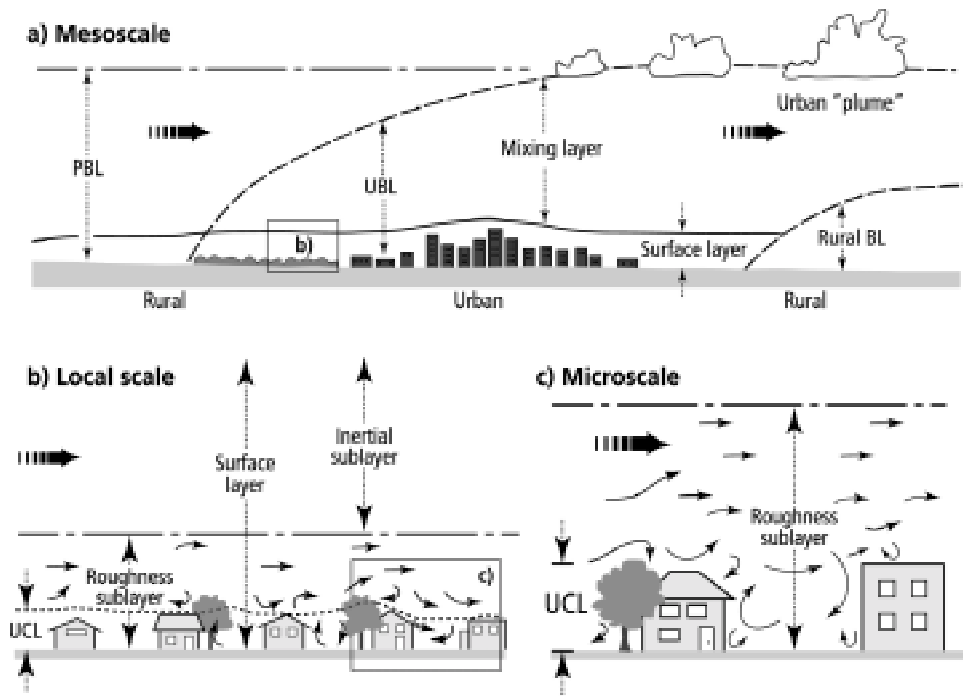 a) Mesoscale
Urban "plume"
PBL
UBL
Mixing layer
b)
Surface layer
Rural BL
Rural
Urban
Rural
b) Local scale
Surface
layer
Inertial
sublayer
Roughness
sublayer
c)
UCL
c) Microscale
Roughness
sublayer
UCL